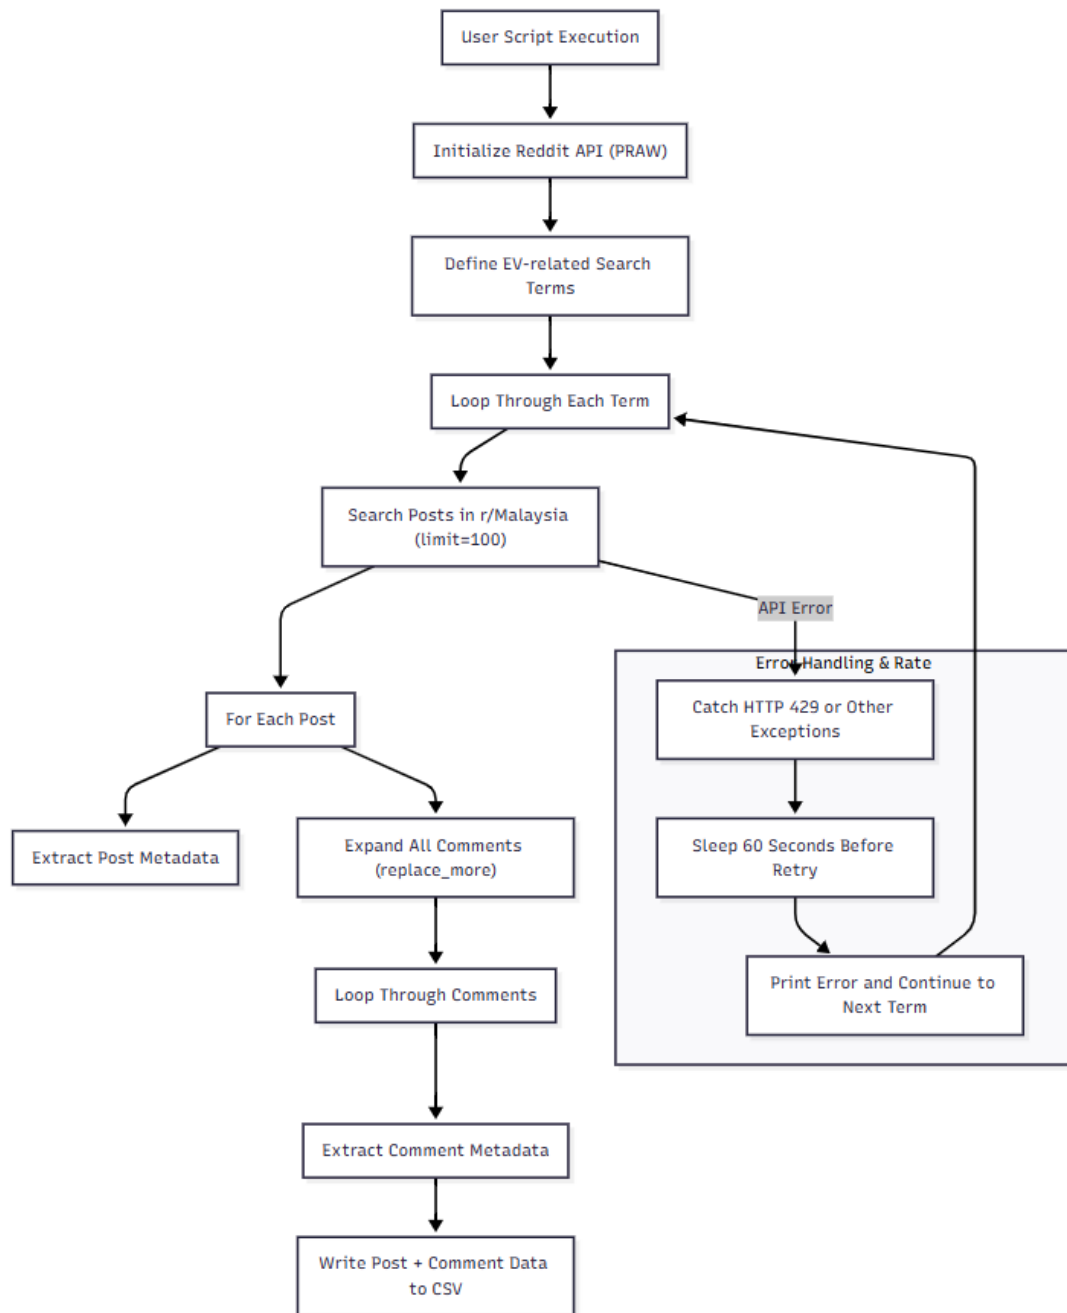 User Script Execution
Initialize Reddit API (PRAW)
Define EV-related Search
Terms
Loop Through Each Term
Search Posts in r/Malaysia
(limit=100)
API Error
Error Handling & Rate
For Each Post
Catch HTTP 429 or Other
Exceptions
Extract Post Metadata
Expand All Comments
(replace_more)
Sleep 60 Seconds Before
Retry
Loop Through Comments
Print Error and Continue to
Next Term
Extract Comment Metadata
Write Post + Comment Data
to CSV